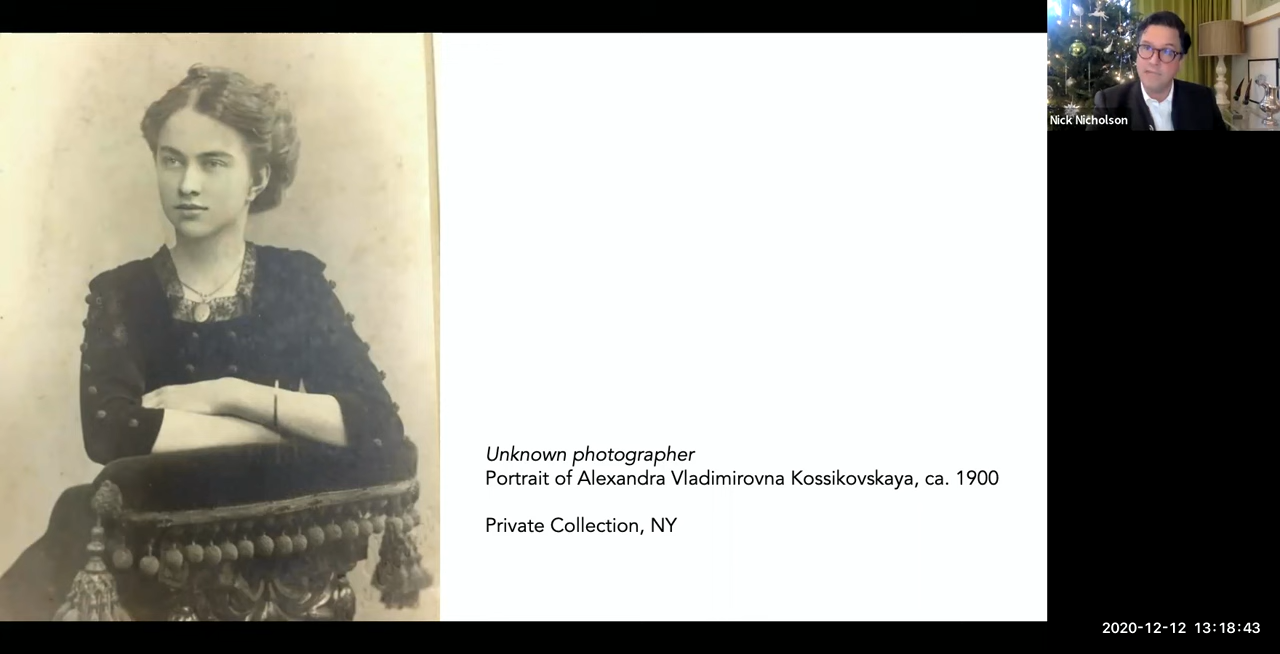 Nick Nicholson
Unknown photographer
Portrait of Alexandra Vladimirovna Kossikovskaya, ca. 1900
Private Collection, NY
2020-12-12 13:18:43